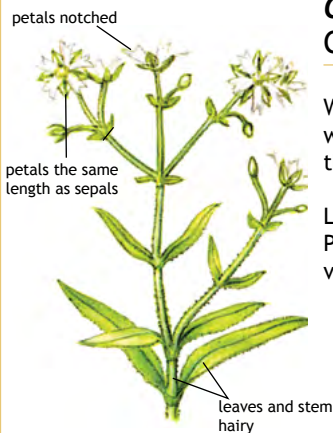 petals notched
petals the same
length as sepals
leaves and stem
hairy